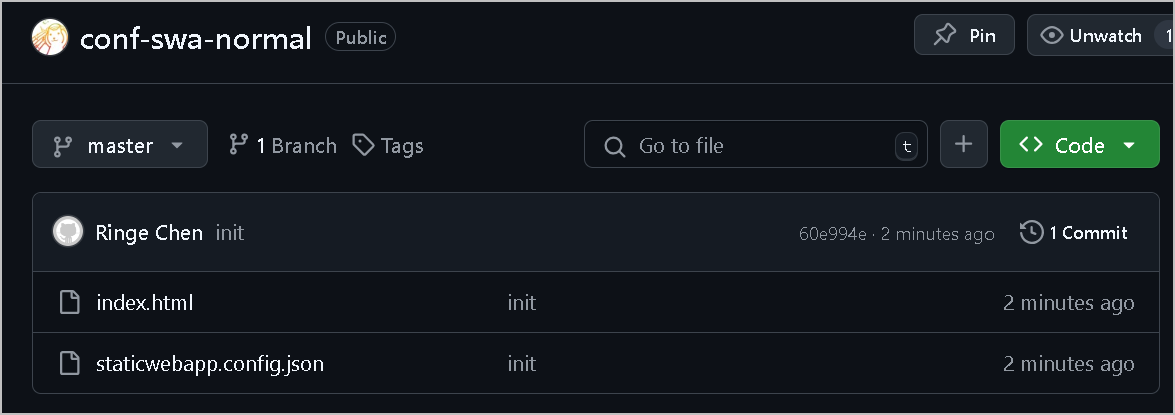 conf-swa-normal Public Pin Unwatch 1
master 1 Branch Tags Go to file t Code
Ringe Chen init 60e994e · 2 minutes ago 1 Commit
index.html init 2 minutes ago
staticwebapp.config.json init 2 minutes ago